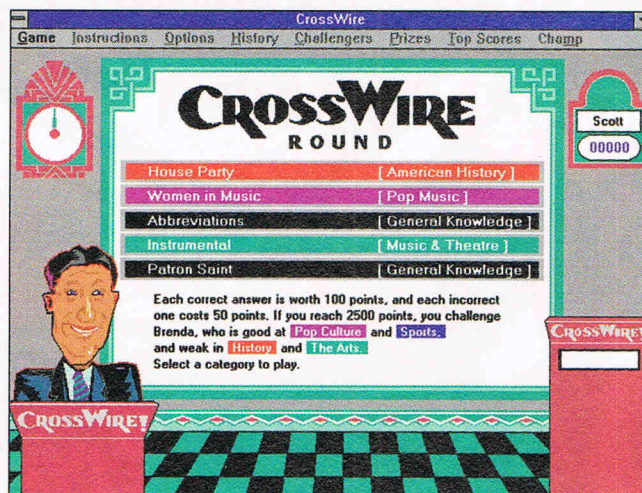 CrossWire
Game Instructions Options History Challengers Prizes Top Scores Champ
CROSSWIRE
ROUND
Scott
00000
House Party [ American History ]
Women in Music [ Pop Music ]
Abbreviations [ General Knowledge ]
Instrumental [ Music & Theatre ]
Patron Saint [ General Knowledge ]
Each correct answer is worth 100 points, and each incorrect
one costs 50 points. If you reach 2500 points, you challenge
Brenda, who is good at Pop Culture and Sports,
and weak in History and The Arts.
Select a category to play.
CROSSWIRE!
CROSSWIRE!